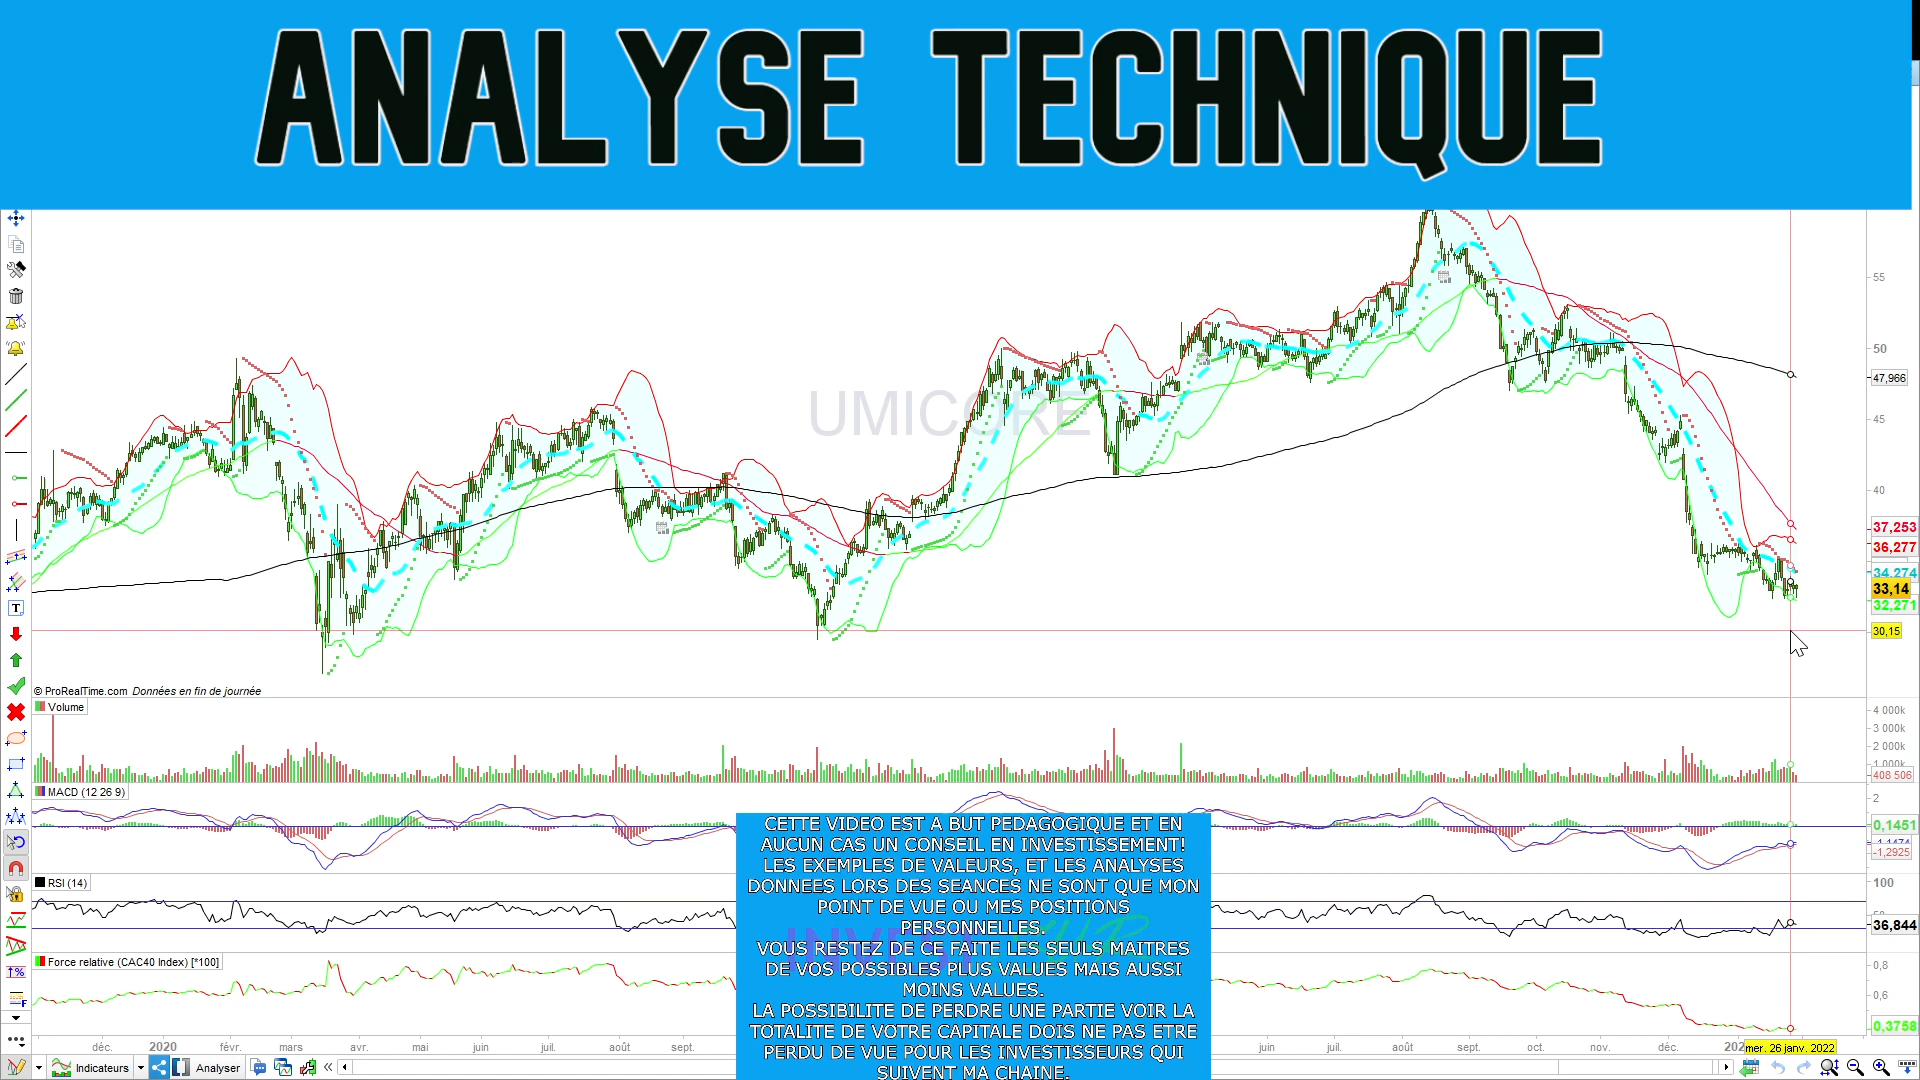 ANALYSE TECHNIQUE
UMICORE
55
50
47,966
45
40
37,253
36,277
34,274
33,14
32,271
30,15
© ProRealTime.com Données en fin de journée
Volume
4 000k
3 000k
2 000k
1 000k
408 506
MACD (12 26 9)
2
0,1451
-1,2925
RSI (14)
100
36,844
Force relative (CAC40 Index) [*100]
0,8
0,6
0,3758
CETTE VIDEO EST A BUT PEDAGOGIQUE ET EN
AUCUN CAS UN CONSEIL EN INVESTISSEMENT!
LES EXEMPLES DE VALEURS, ET LES ANALYSES
DONNEES LORS DES SEANCES NE SONT QUE MON
POINT DE VUE OU MES POSITIONS
PERSONNELLES.
VOUS RESTEZ DE CE FAITE LES SEULS MAITRES
DE VOS POSSIBLES PLUS VALUES MAIS AUSSI
MOINS VALUES.
LA POSSIBILITE DE PERDRE UNE PARTIE VOIR LA
TOTALITE DE VOTRE CAPITALE DOIS NE PAS ETRE
PERDU DE VUE POUR LES INVESTISSEURS QUI
SUIVENT MA CHAINE.
déc. 2020 févr. mars avr. mai juin juil. août sept. juin juil. août sept. oct. nov. déc. mer. 26 janv. 2022
Indicateurs Analyser